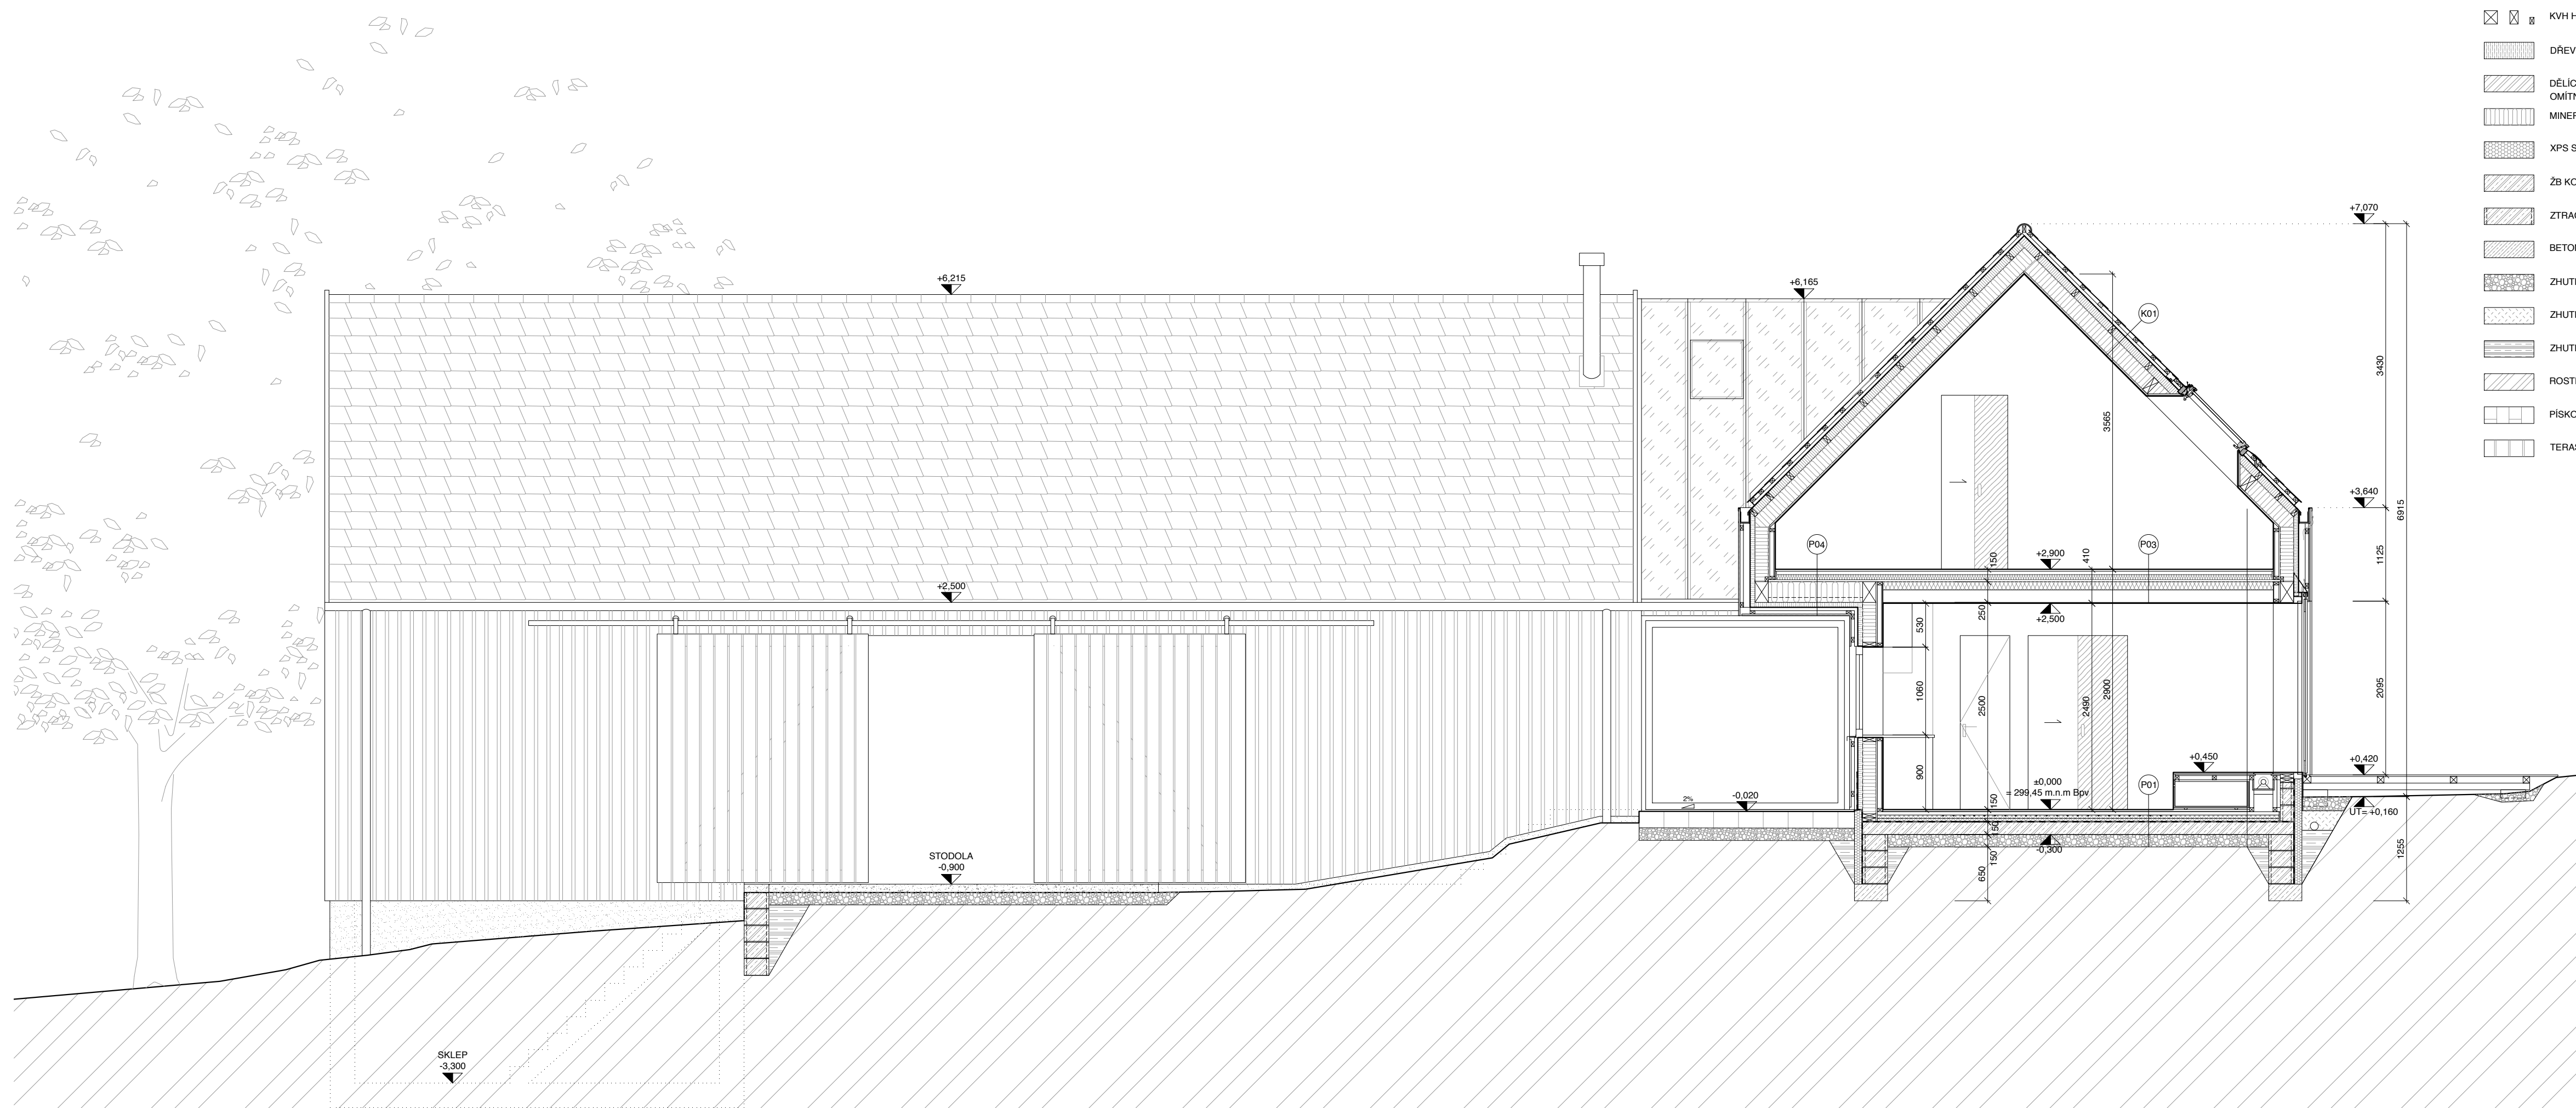 KVH H
DŘEV
DĚLÍC
OMÍTN
MINER
XPS S
ŽB KO
ZTRAC
BETON
ZHUTN
ZHUTN
ZHUTN
ROSTL
PÍSKO
TERAS
+7,070
+6,215
+6,165
K01
3430
3565
+3,640
6915
P04
+2,900
P03
150
410
1125
+2,500
250
+2,500
530
1060
2500
2490
2900
2095
900
+0,450
+0,420
±0,000
= 299,45 m.n.m Bpv
P01
2%
-0,020
150
UT= +0,160
150
-0,300
150
650
1255
STODOLA
-0,900
SKLEP
-3,300